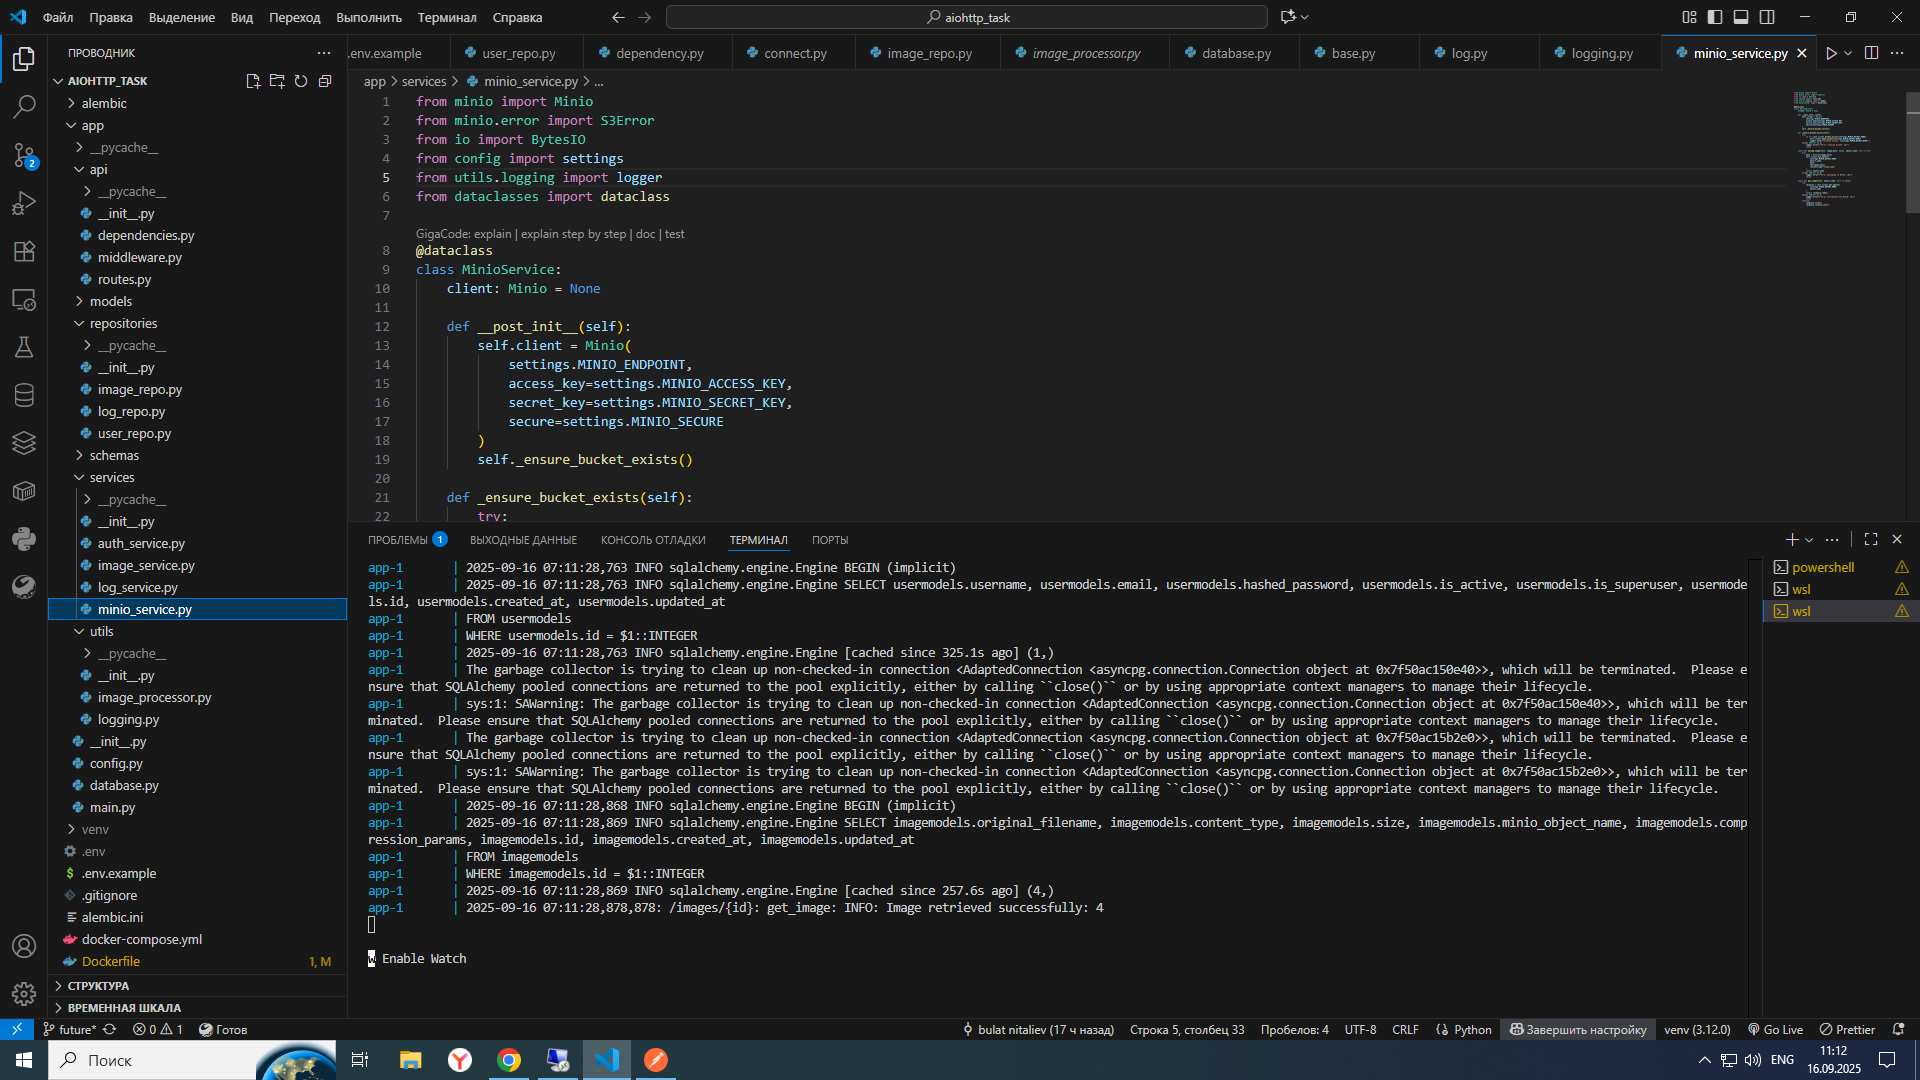 Файл Правка Выделение Вид Переход Выполнить Терминал Справка
aiohttp_task
ПРОВОДНИК
.env.example user_repo.py dependency.py connect.py image_repo.py image_processor.py database.py base.py log.py logging.py minio_service.py
AIOHTTP_TASK
alembic
app
__pycache__
api
__pycache__
__init__.py
dependencies.py
middleware.py
routes.py
models
repositories
__pycache__
__init__.py
image_repo.py
log_repo.py
user_repo.py
schemas
services
__pycache__
__init__.py
auth_service.py
image_service.py
log_service.py
minio_service.py
utils
__pycache__
__init__.py
image_processor.py
logging.py
__init__.py
config.py
database.py
main.py
venv
.env
.env.example
.gitignore
alembic.ini
docker-compose.yml
Dockerfile 1, M
СТРУКТУРА
ВРЕМЕННАЯ ШКАЛА
app > services > minio_service.py > ...
1 from minio import Minio
2 from minio.error import S3Error
3 from io import BytesIO
4 from config import settings
5 from utils.logging import logger
6 from dataclasses import dataclass
7
GigaCode: explain | explain step by step | doc | test
8 @dataclass
9 class MinioService:
10 client: Minio = None
11
12 def __post_init__(self):
13 self.client = Minio(
14 settings.MINIO_ENDPOINT,
15 access_key=settings.MINIO_ACCESS_KEY,
16 secret_key=settings.MINIO_SECRET_KEY,
17 secure=settings.MINIO_SECURE
18 )
19 self._ensure_bucket_exists()
20
21 def _ensure_bucket_exists(self):
22 try:
ПРОБЛЕМЫ 1 ВЫХОДНЫЕ ДАННЫЕ КОНСОЛЬ ОТЛАДКИ ТЕРМИНАЛ ПОРТЫ
app-1 | 2025-09-16 07:11:28,763 INFO sqlalchemy.engine.Engine BEGIN (implicit)
app-1 | 2025-09-16 07:11:28,763 INFO sqlalchemy.engine.Engine SELECT usermodels.username, usermodels.email, usermodels.hashed_password, usermodels.is_active, usermodels.is_superuser, usermode
ls.id, usermodels.created_at, usermodels.updated_at
app-1 | FROM usermodels
app-1 | WHERE usermodels.id = $1::INTEGER
app-1 | 2025-09-16 07:11:28,763 INFO sqlalchemy.engine.Engine [cached since 325.1s ago] (1,)
app-1 | The garbage collector is trying to clean up non-checked-in connection <AdaptedConnection <asyncpg.connection.Connection object at 0x7f50ac150e40>>, which will be terminated.  Please e
nsure that SQLAlchemy pooled connections are returned to the pool explicitly, either by calling ``close()`` or by using appropriate context managers to manage their lifecycle.
app-1 | sys:1: SAWarning: The garbage collector is trying to clean up non-checked-in connection <AdaptedConnection <asyncpg.connection.Connection object at 0x7f50ac150e40>>, which will be ter
minated.  Please ensure that SQLAlchemy pooled connections are returned to the pool explicitly, either by calling ``close()`` or by using appropriate context managers to manage their lifecycle.
app-1 | The garbage collector is trying to clean up non-checked-in connection <AdaptedConnection <asyncpg.connection.Connection object at 0x7f50ac15b2e0>>, which will be terminated.  Please e
nsure that SQLAlchemy pooled connections are returned to the pool explicitly, either by calling ``close()`` or by using appropriate context managers to manage their lifecycle.
app-1 | sys:1: SAWarning: The garbage collector is trying to clean up non-checked-in connection <AdaptedConnection <asyncpg.connection.Connection object at 0x7f50ac15b2e0>>, which will be ter
minated.  Please ensure that SQLAlchemy pooled connections are returned to the pool explicitly, either by calling ``close()`` or by using appropriate context managers to manage their lifecycle.
app-1 | 2025-09-16 07:11:28,868 INFO sqlalchemy.engine.Engine BEGIN (implicit)
app-1 | 2025-09-16 07:11:28,869 INFO sqlalchemy.engine.Engine SELECT imagemodels.original_filename, imagemodels.content_type, imagemodels.size, imagemodels.minio_object_name, imagemodels.comp
ression_params, imagemodels.id, imagemodels.created_at, imagemodels.updated_at
app-1 | FROM imagemodels
app-1 | WHERE imagemodels.id = $1::INTEGER
app-1 | 2025-09-16 07:11:28,869 INFO sqlalchemy.engine.Engine [cached since 257.6s ago] (4,)
app-1 | 2025-09-16 07:11:28,878,878: /images/{id}: get_image: INFO: Image retrieved successfully: 4
w Enable Watch
powershell
wsl
wsl
2
future* 0 1 Готов bulat nitaliev (17 ч назад) Строка 5, столбец 33 Пробелов: 4 UTF-8 CRLF Python Завершить настройку venv (3.12.0) Go Live Prettier
Поиск
ENG
11:12
16.09.2025